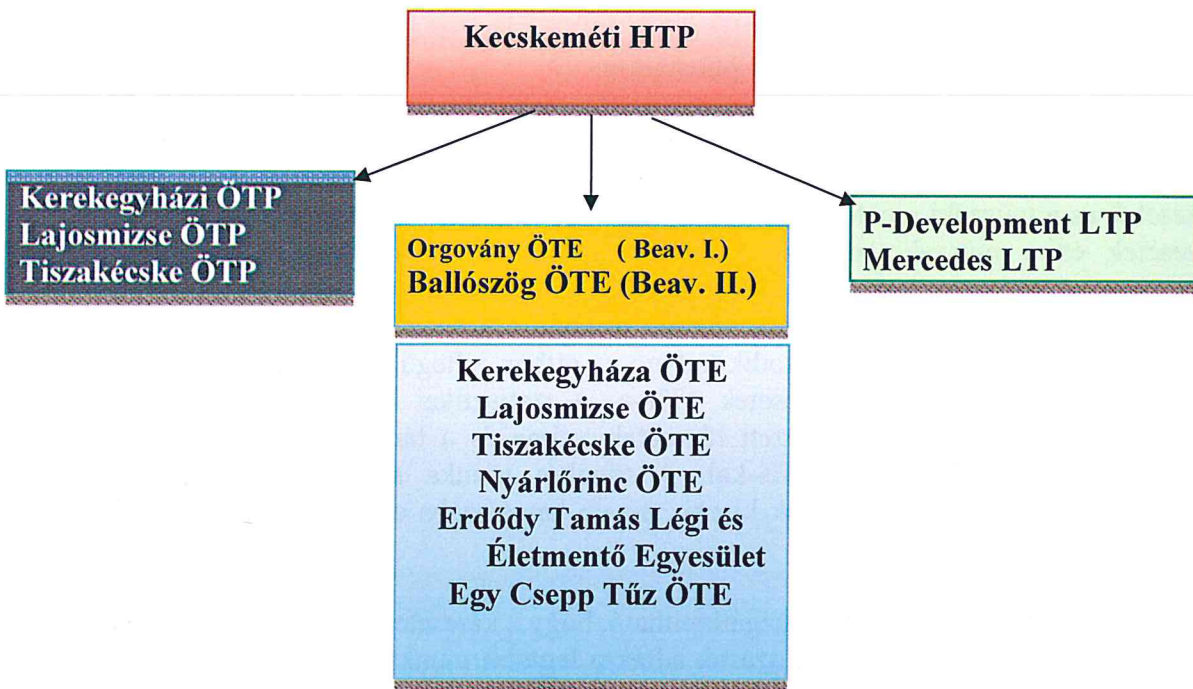 Kecskeméti HTP
Kerekegyházi ÖTP
Lajosmizse ÖTP
Tiszakécske ÖTP
Orgovány ÖTE ( Beav. I.)
Ballószög ÖTE (Beav. II.)
P-Development LTP
Mercedes LTP
Kerekegyháza ÖTE
Lajosmizse ÖTE
Tiszakécske ÖTE
Nyárlőrinc ÖTE
Erdődy Tamás Légi és
Életmentő Egyesület
Egy Csepp Tűz ÖTE